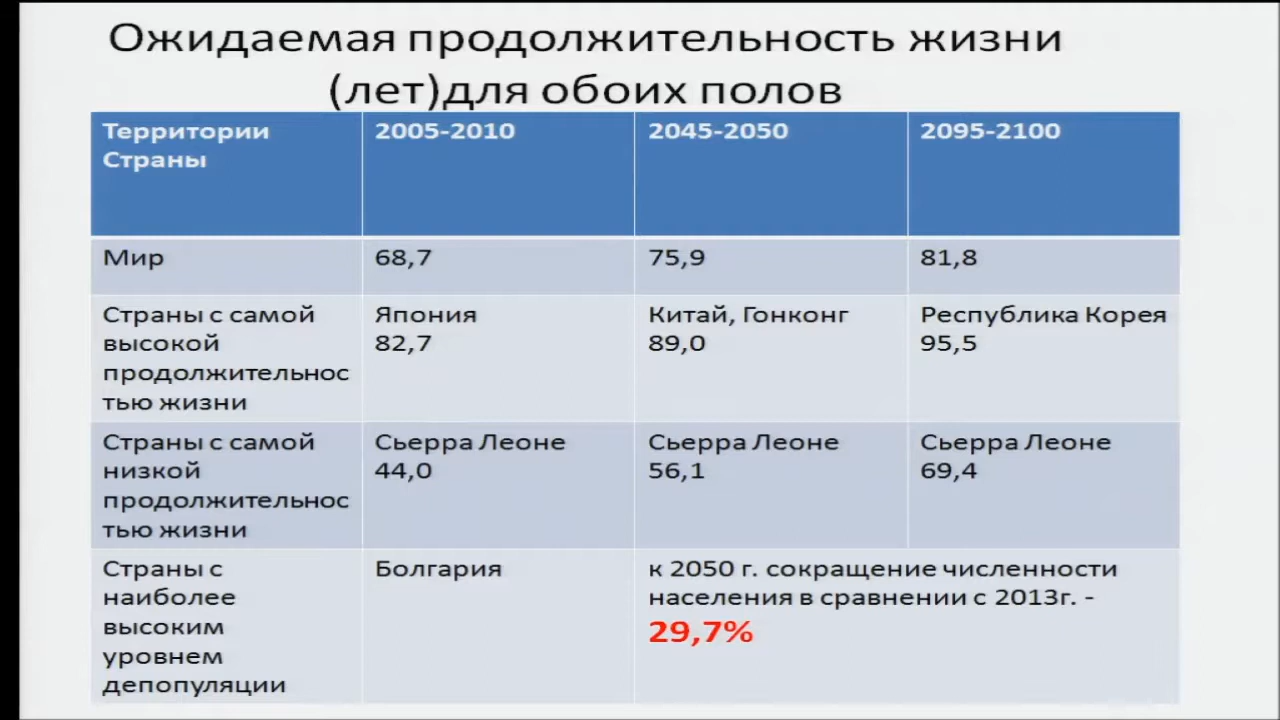 Ожидаемая продолжительность жизни
(лет)для обоих полов
Территории
Страны
2005-2010
2045-2050
2095-2100
Мир
68,7
75,9
81,8
Страны с самой
высокой
продолжительнос
тью жизни
Япония
82,7
Китай, Гонконг
89,0
Республика Корея
95,5
Страны с самой
низкой
продолжительнос
тью жизни
Сьерра Леоне
44,0
Сьерра Леоне
56,1
Сьерра Леоне
69,4
Страны с
наиболее
высоким
уровнем
депопуляции
Болгария
к 2050 г. сокращение численности
населения в сравнении с 2013г. -
29,7%